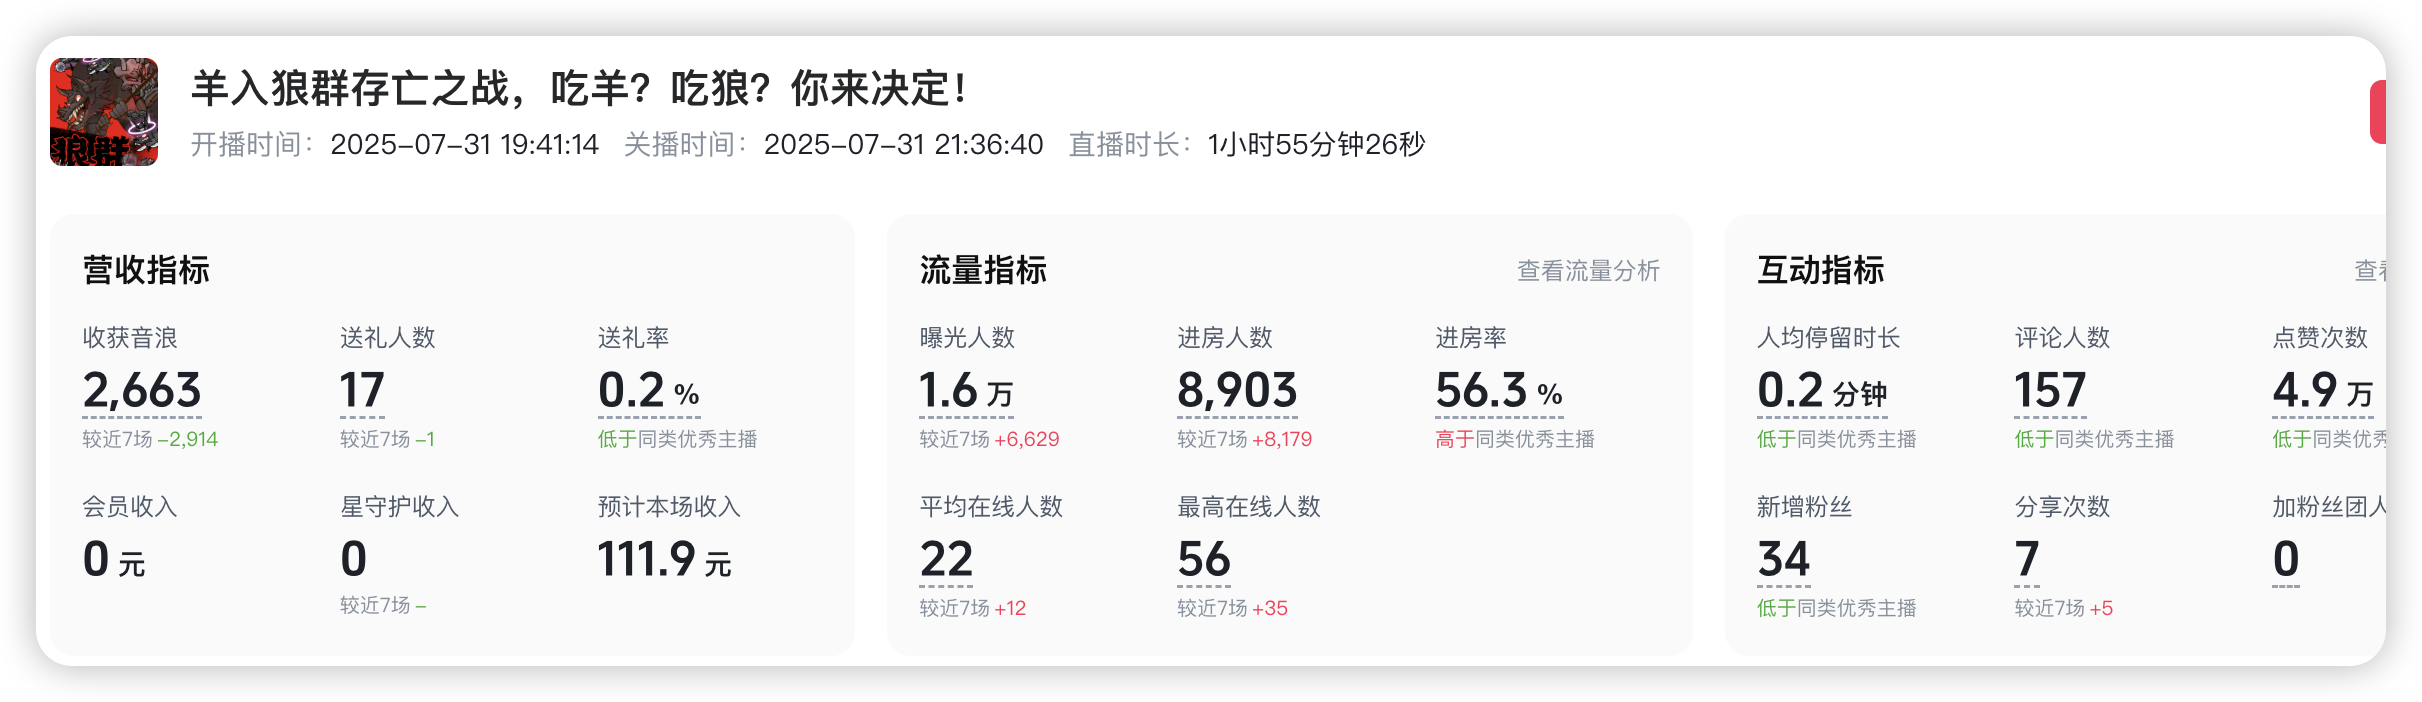 狼群
羊入狼群存亡之战，吃羊？吃狼？你来决定！
开播时间： 2025-07-31 19:41:14 关播时间： 2025-07-31 21:36:40 直播时长： 1小时55分钟26秒
营收指标
收获音浪 送礼人数 送礼率
2,663 17 0.2 %
较近7场 -2,914 较近7场 -1 低于同类优秀主播
会员收入 星守护收入 预计本场收入
0 元 0 111.9 元
较近7场 -
流量指标 查看流量分析
曝光人数 进房人数 进房率
1.6 万 8,903 56.3 %
较近7场 +6,629 较近7场 +8,179 高于同类优秀主播
平均在线人数 最高在线人数
22 56
较近7场 +12 较近7场 +35
互动指标 查
人均停留时长 评论人数 点赞次数
0.2 分钟 157 4.9 万
低于同类优秀主播 低于同类优秀主播 低于同类优秀
新增粉丝 分享次数 加粉丝团人
34 7 0
低于同类优秀主播 较近7场 +5